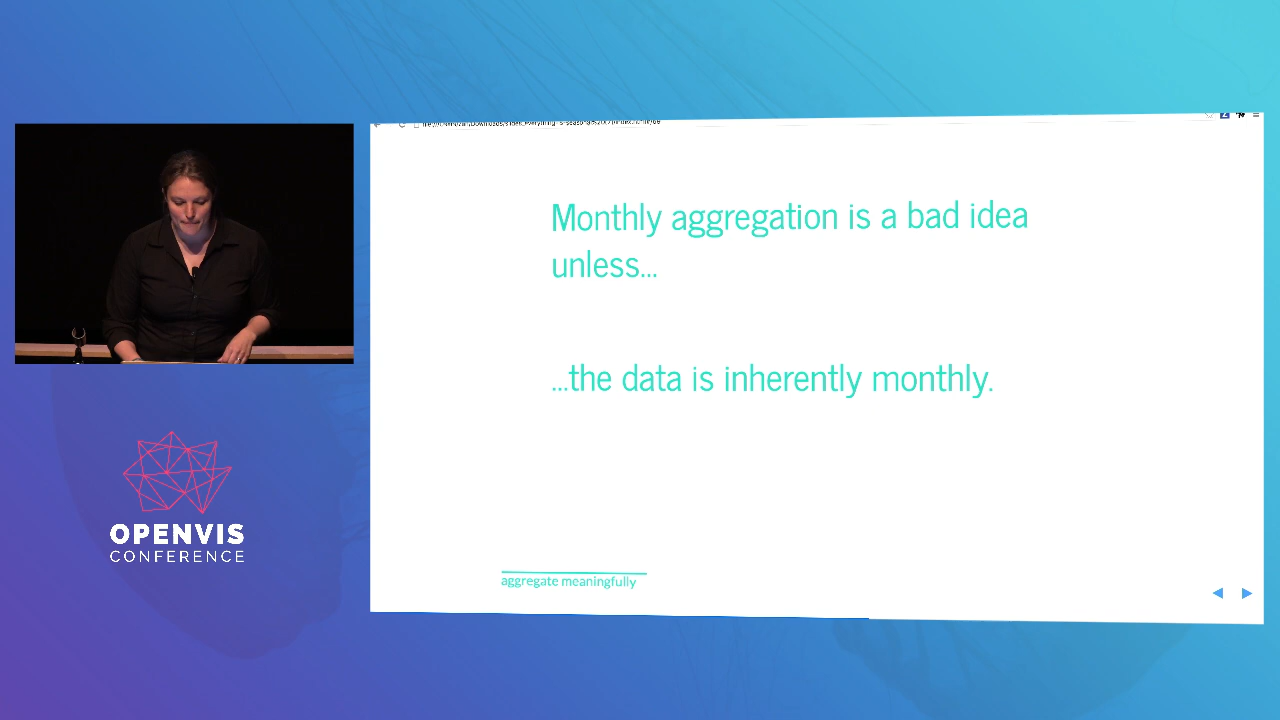 Monthly aggregation is a bad idea
unless...
...the data is inherently monthly.
aggregate meaningfully
OPENVIS
CONFERENCE